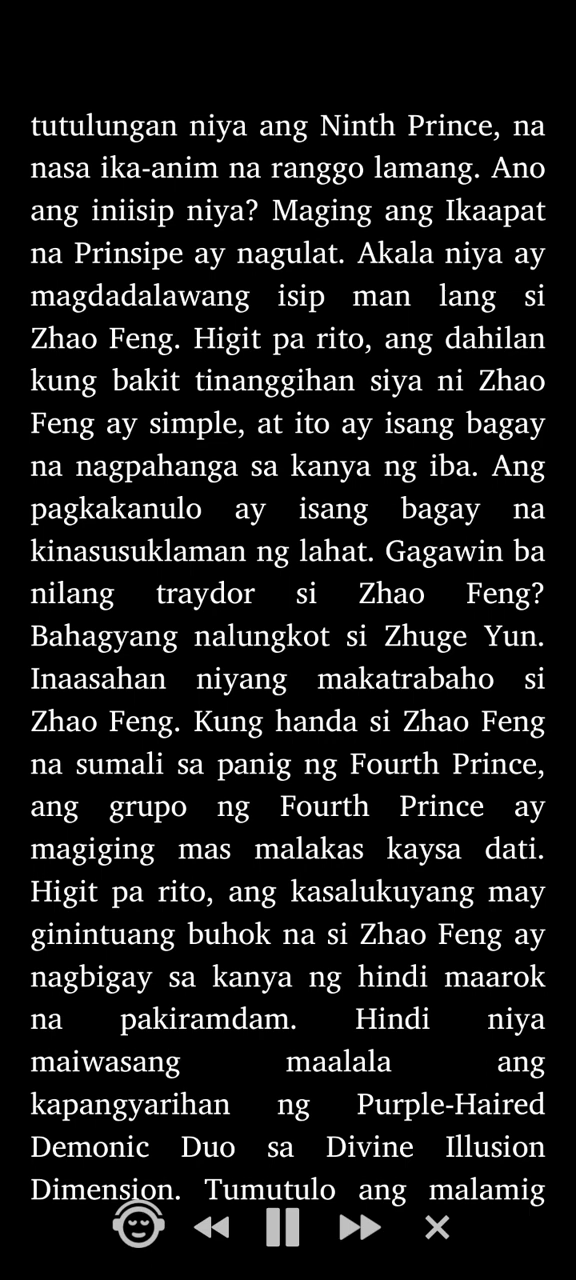 tutulungan niya ang Ninth Prince, na
nasa ika-anim na ranggo lamang. Ano
ang iniisip niya? Maging ang Ikaapat
na Prinsipe ay nagulat. Akala niya ay
magdadalawang isip man lang si
Zhao Feng. Higit pa rito, ang dahilan
kung bakit tinanggihan siya ni Zhao
Feng ay simple, at ito ay isang bagay
na nagpahanga sa kanya ng iba. Ang
pagkakanulo ay isang bagay na
kinasusuklaman ng lahat. Gagawin ba
nilang traydor si Zhao Feng?
Bahagyang nalungkot si Zhuge Yun.
Inaasahan niyang makatrabaho si
Zhao Feng. Kung handa si Zhao Feng
na sumali sa panig ng Fourth Prince,
ang grupo ng Fourth Prince ay
magiging mas malakas kaysa dati.
Higit pa rito, ang kasalukuyang may
ginintuang buhok na si Zhao Feng ay
nagbigay sa kanya ng hindi maarok
na pakiramdam. Hindi niya
maiwasang maalala ang
kapangyarihan ng Purple-Haired
Demonic Duo sa Divine Illusion
Dimension. Tumutulo ang malamig